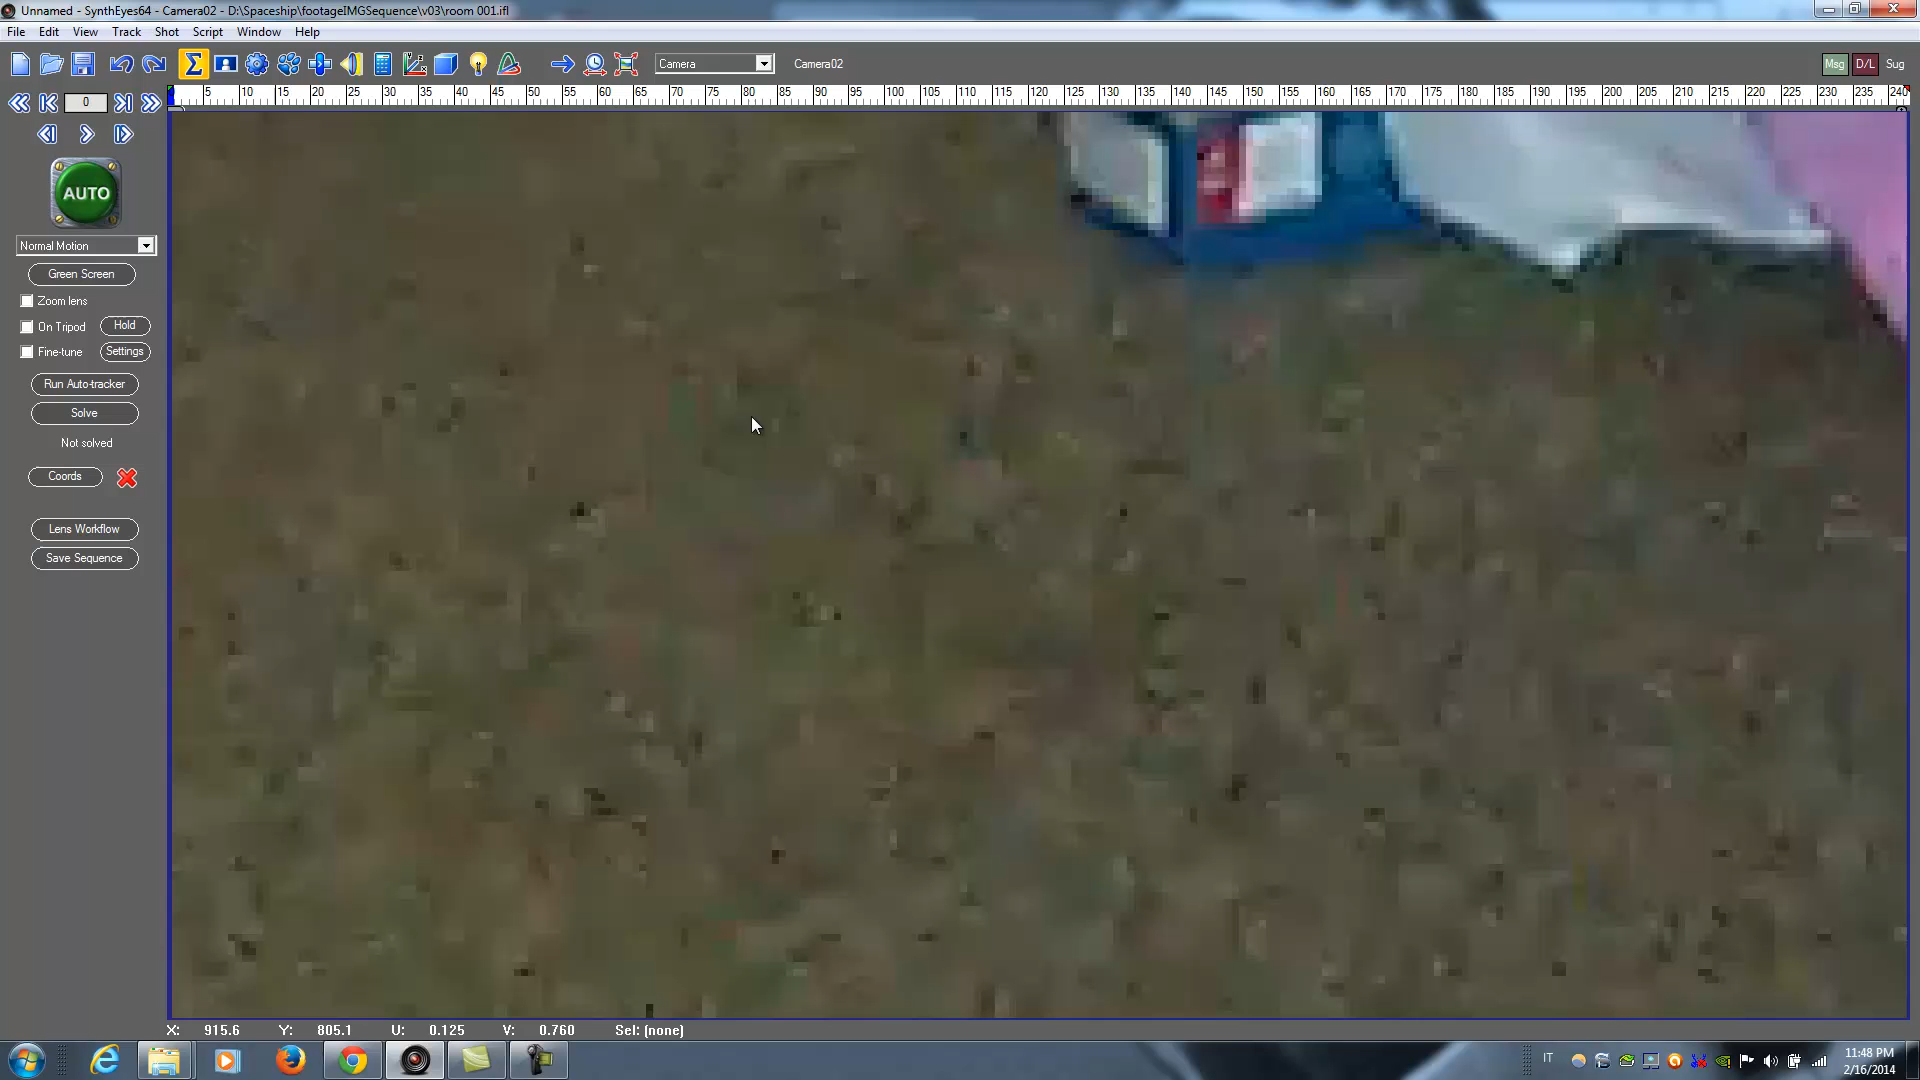 Unnamed - SynthEyes64 - Camera02 - D:\Spaceship\footageIMGSequence\v03\room 001.ifl
File Edit View Track Shot Script Window Help
Camera Camera02 Msg D/L Sug
0 5 10 15 20 25 30 35 40 45 50 55 60 65 70 75 80 85 90 95 100 105 110 115 120 125 130 135 140 145 150 155 160 165 170 175 180 185 190 195 200 205 210 215 220 225 230 235 240
AUTO
Normal Motion
Green Screen
Zoom lens
On Tripod Hold
Fine-tune Settings
Run Auto-tracker
Solve
Not solved
Coords
Lens Workflow
Save Sequence
X: 915.6 Y: 805.1 U: 0.125 V: 0.760 Sel: (none)
IT 11:48 PM
2/16/2014